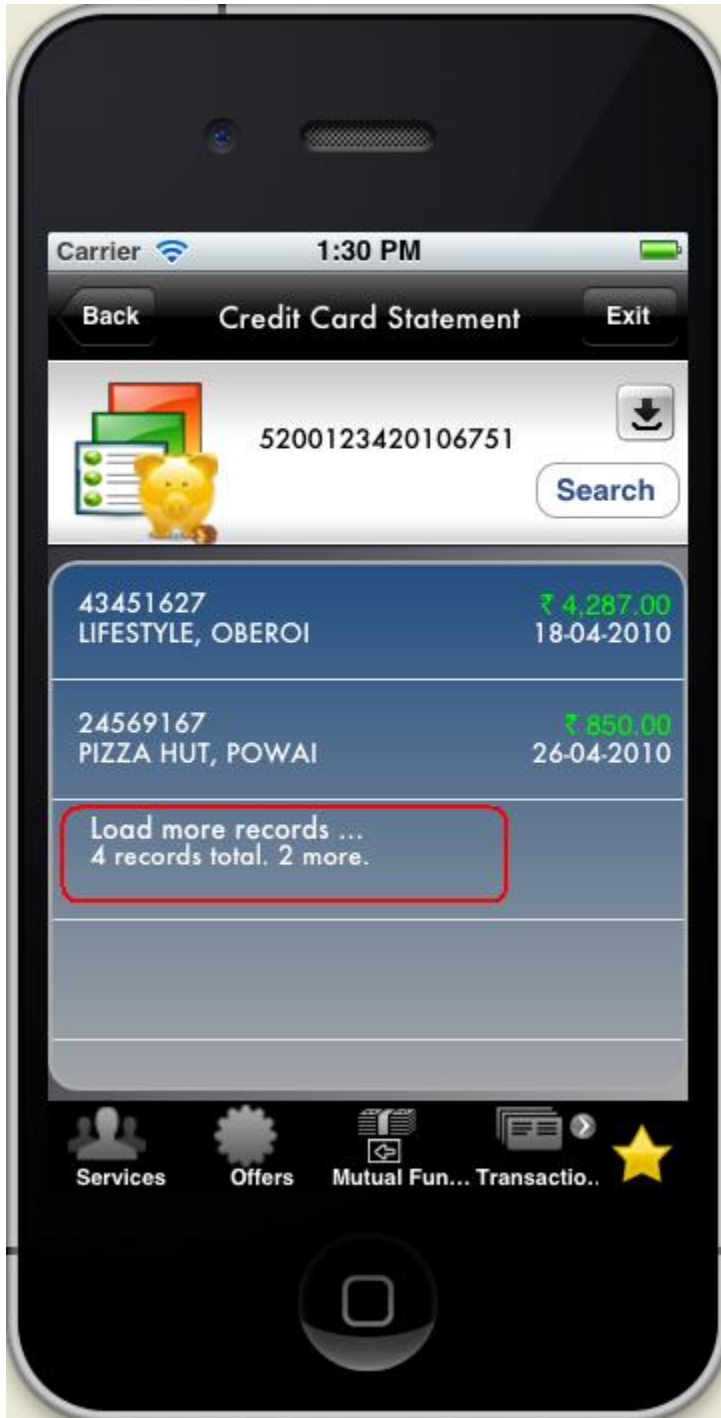 Carrier 1:30 PM
Back Credit Card Statement Exit
5200123420106751
Search
43451627 ₹ 4,287.00
LIFESTYLE, OBEROI 18-04-2010
24569167 ₹ 850.00
PIZZA HUT, POWAI 26-04-2010
Load more records ...
4 records total. 2 more.
Services Offers Mutual Fun... Transactio..